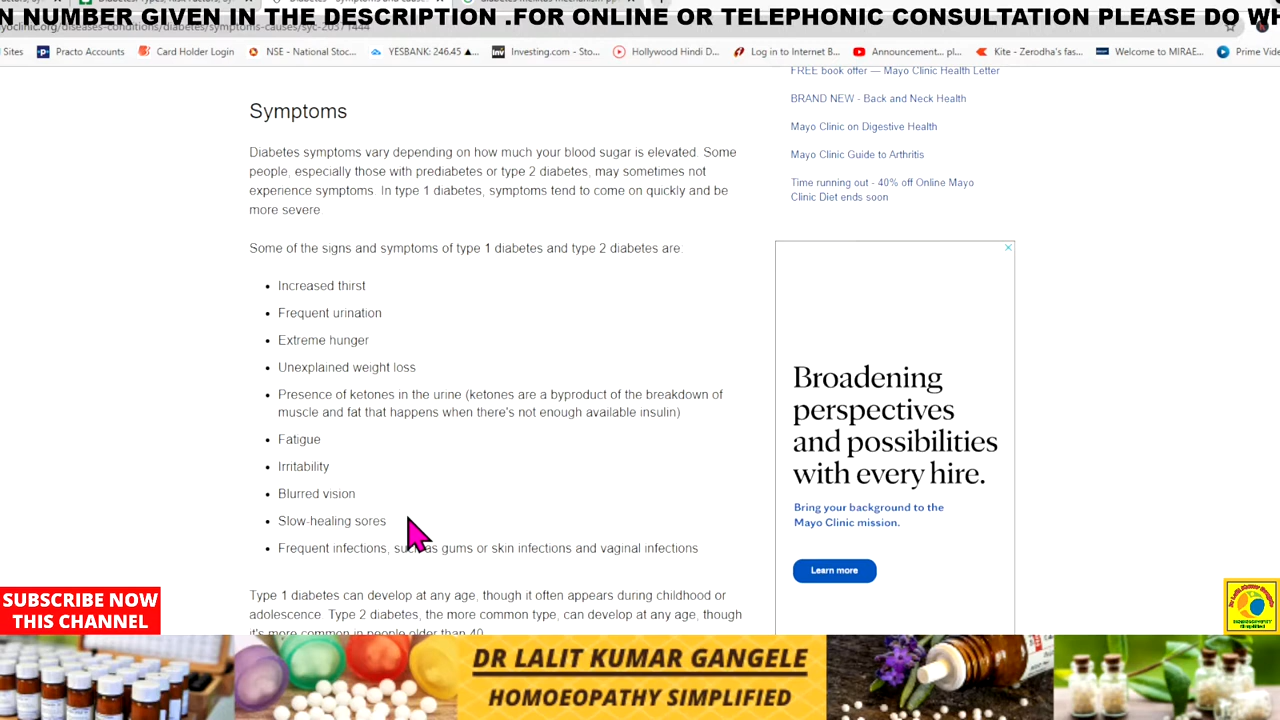 N NUMBER GIVEN IN DESCRIPTION .FOR ONLINE OR TELEPHONIC CONSULTATION PLEASE DO WH
Sites Practo Accounts Card Holder Login NSE - National Stoc... YESBANK: 246.45 ▲... Investing.com - Sto... Hollywood Hindi D... Log in to Internet B... Announcement... p... Kite - Zerodha's fas... Welcome to MIRAE... Prime Vide
FREE book offer — Mayo Clinic Health Letter
BRAND NEW - Back and Neck Health
Mayo Clinic on Digestive Health
Mayo Clinic Guide to Arthritis
Time running out - 40% off Online Mayo
Clinic Diet ends soon
Symptoms
Diabetes symptoms vary depending on how much your blood sugar is elevated. Some
people, especially those with prediabetes or type 2 diabetes, may sometimes not
experience symptoms. In type 1 diabetes, symptoms tend to come on quickly and be
more severe
Some of the signs and symptoms of type 1 diabetes and type 2 diabetes are:
• Increased thirst
• Frequent urination
• Extreme hunger
• Unexplained weight loss
• Presence of ketones in the urine (ketones are a byproduct of the breakdown of
muscle and fat that happens when there's not enough available insulin)
• Fatigue
• Irritability
• Blurred vision
• Slow-healing sores
• Frequent infections, such as gums or skin infections and vaginal infections
Type 1 diabetes can develop at any age, though it often appears during childhood or
adolescence. Type 2 diabetes, the more common type, can develop at any age, though
it's more common in people older than 40
Broadening
perspectives
and possibilities
with every hire.
Bring your background to the
Mayo Clinic mission.
Learn more
SUBSCRIBE NOW
THIS CHANNEL
DR LALIT KUMAR GANGELE
HOMOEOPATHY SIMPLIFIED